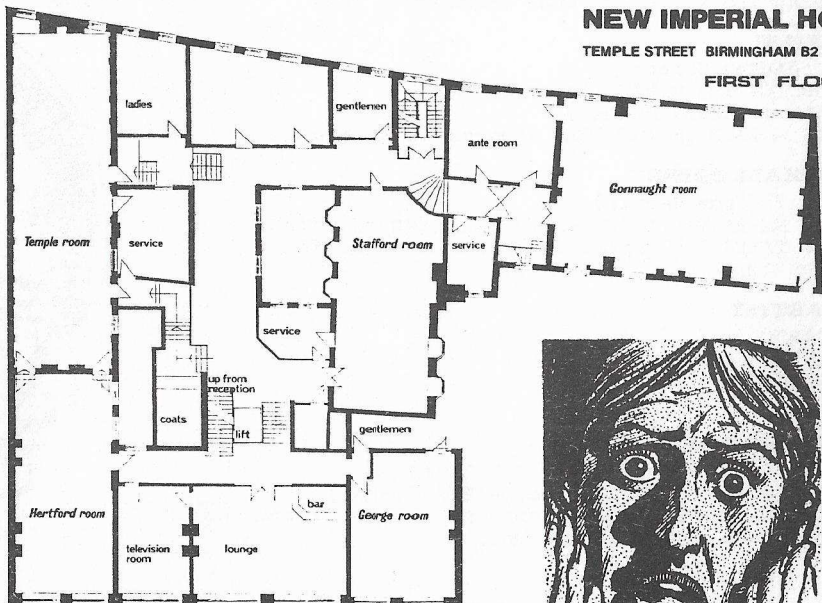 NEW IMPERIAL HO
TEMPLE STREET BIRMINGHAM B2
FIRST FLO
ladies
gentlemen
ante room
Connaught room
Temple room
service
Stafford room
service
service
up from
reception
coats
lift
gentlemen
Hertford room
bar
George room
television
room
lounge